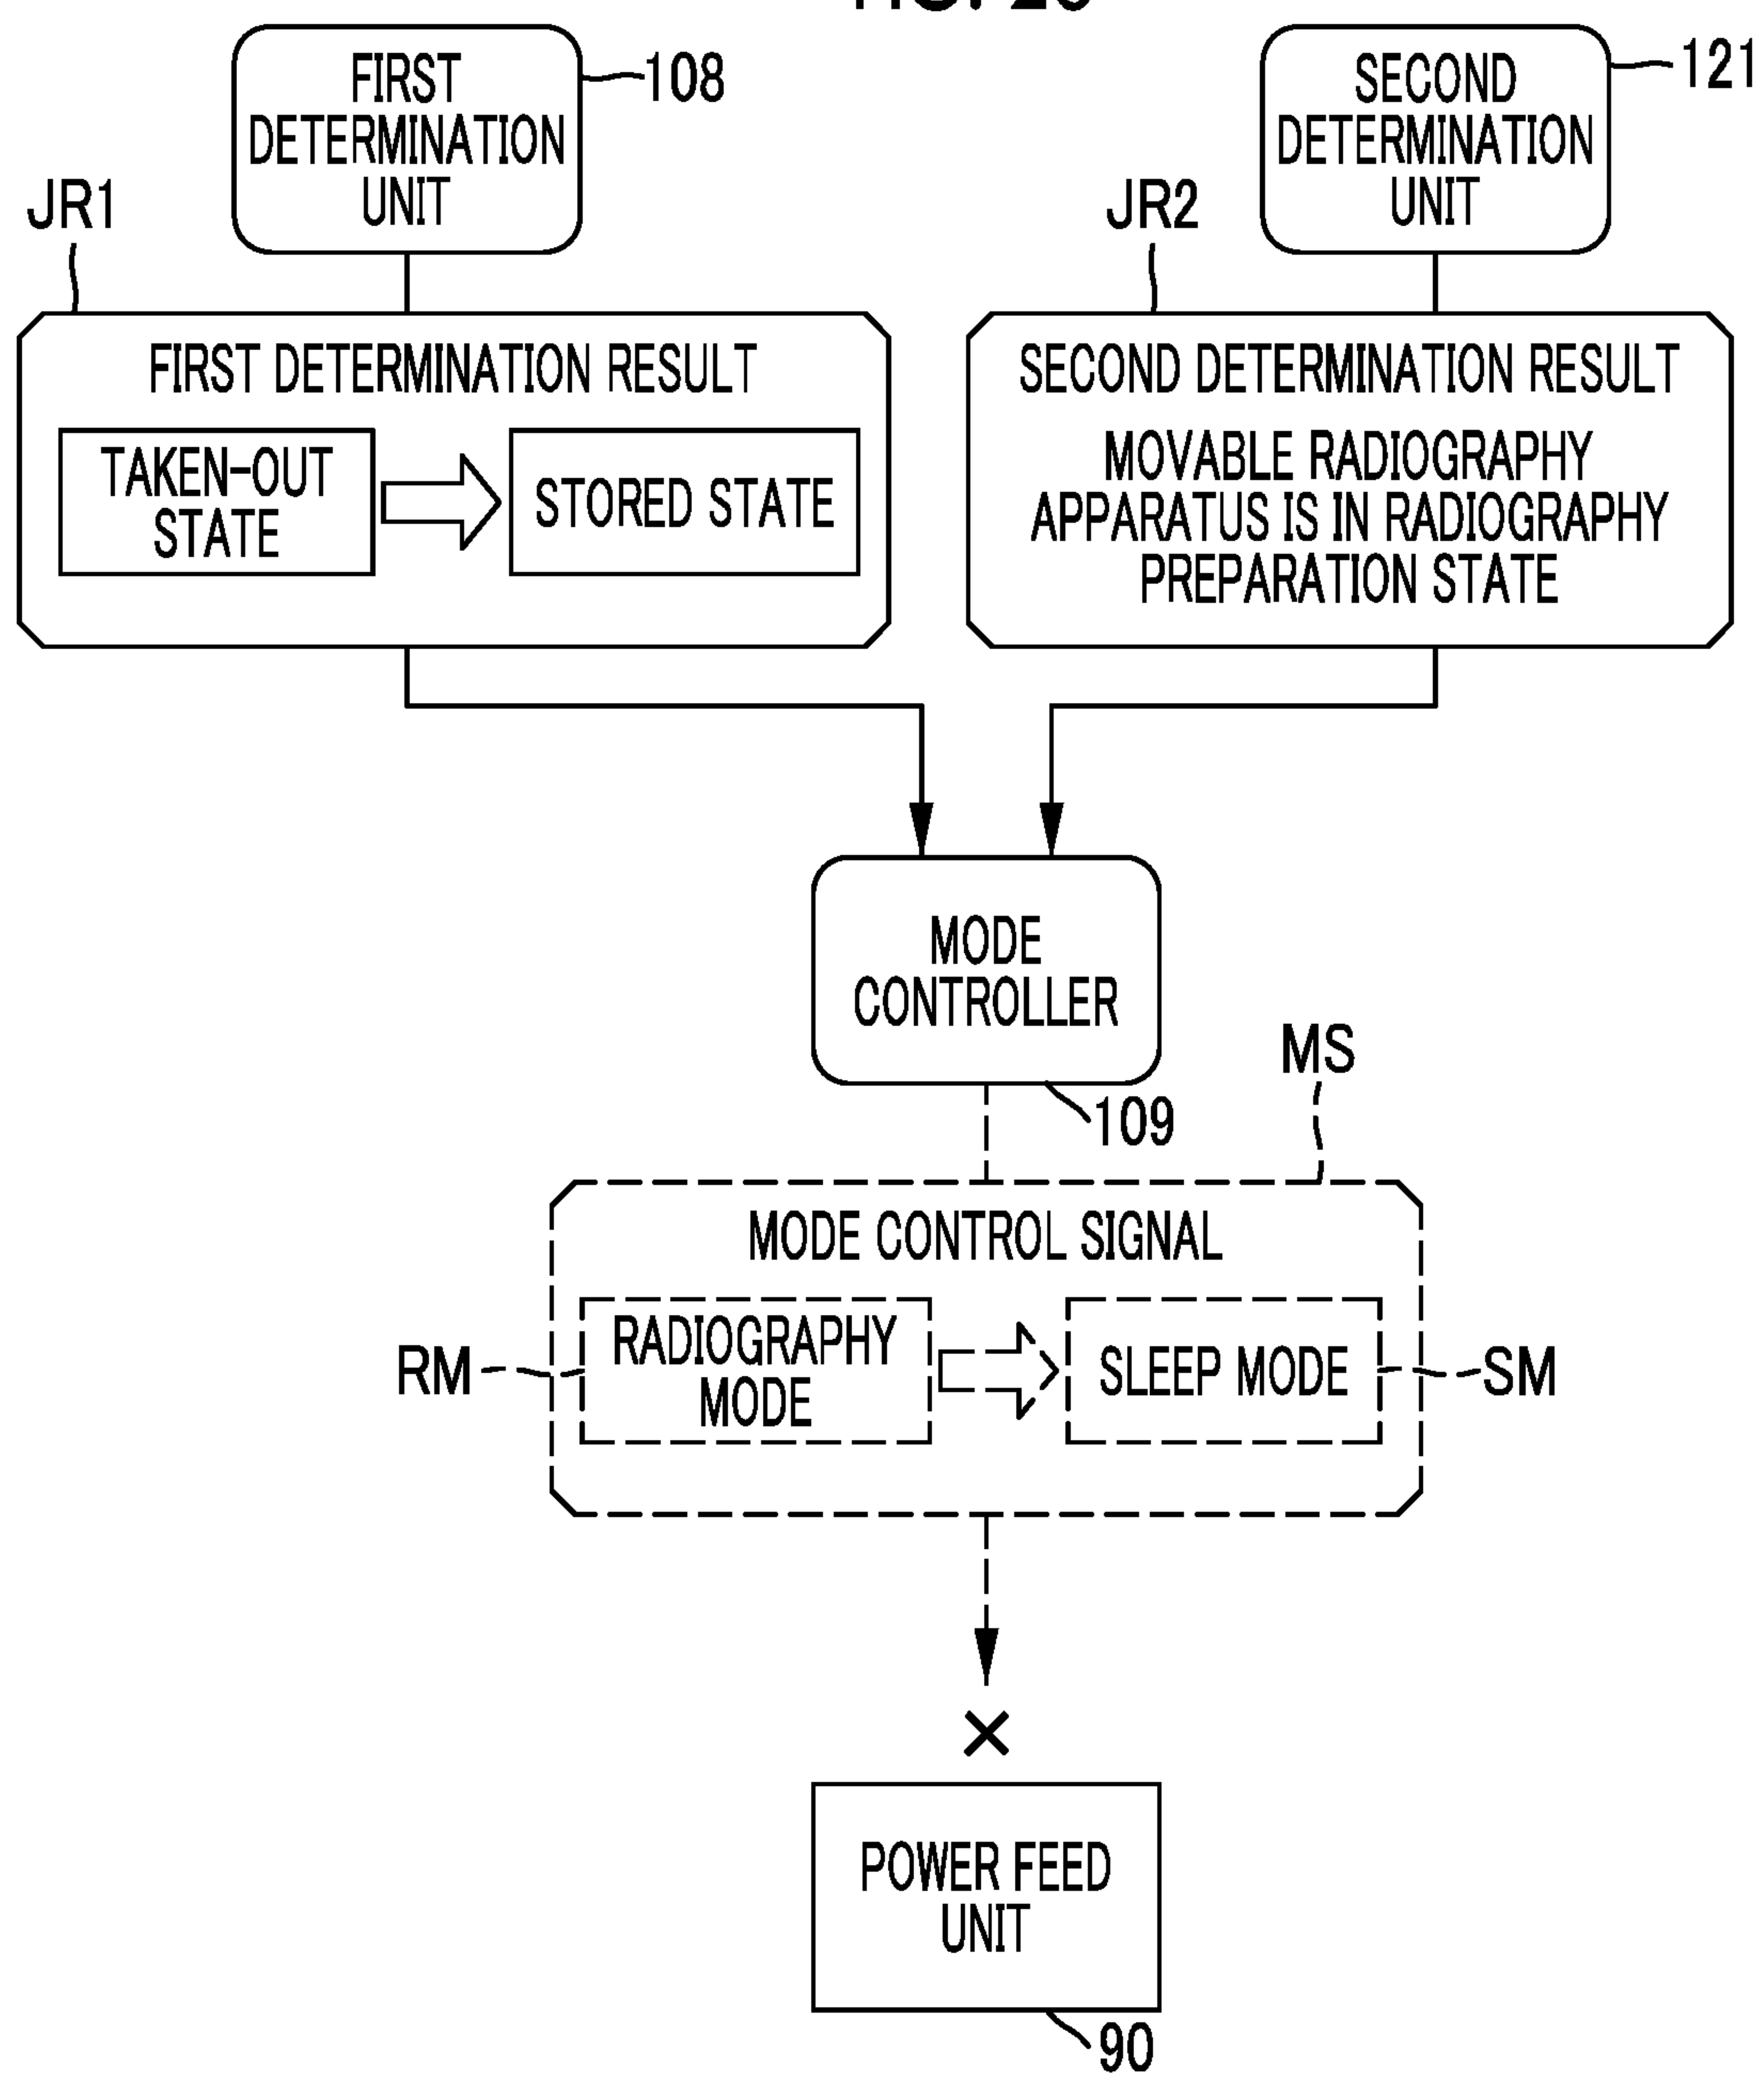 FIRST
DETERMINATION
UNIT
108
SECOND
DETERMINATION
UNIT
121
JR1
JR2
FIRST DETERMINATION RESULT
TAKEN-OUT
STATE
STORED STATE
SECOND DETERMINATION RESULT
MOVABLE RADIOGRAPHY
APPARATUS IS IN RADIOGRAPHY
PREPARATION STATE
MODE
CONTROLLER
109
MS
MODE CONTROL SIGNAL
RM
RADIOGRAPHY
MODE
SLEEP MODE
SM
POWER FEED
UNIT
90